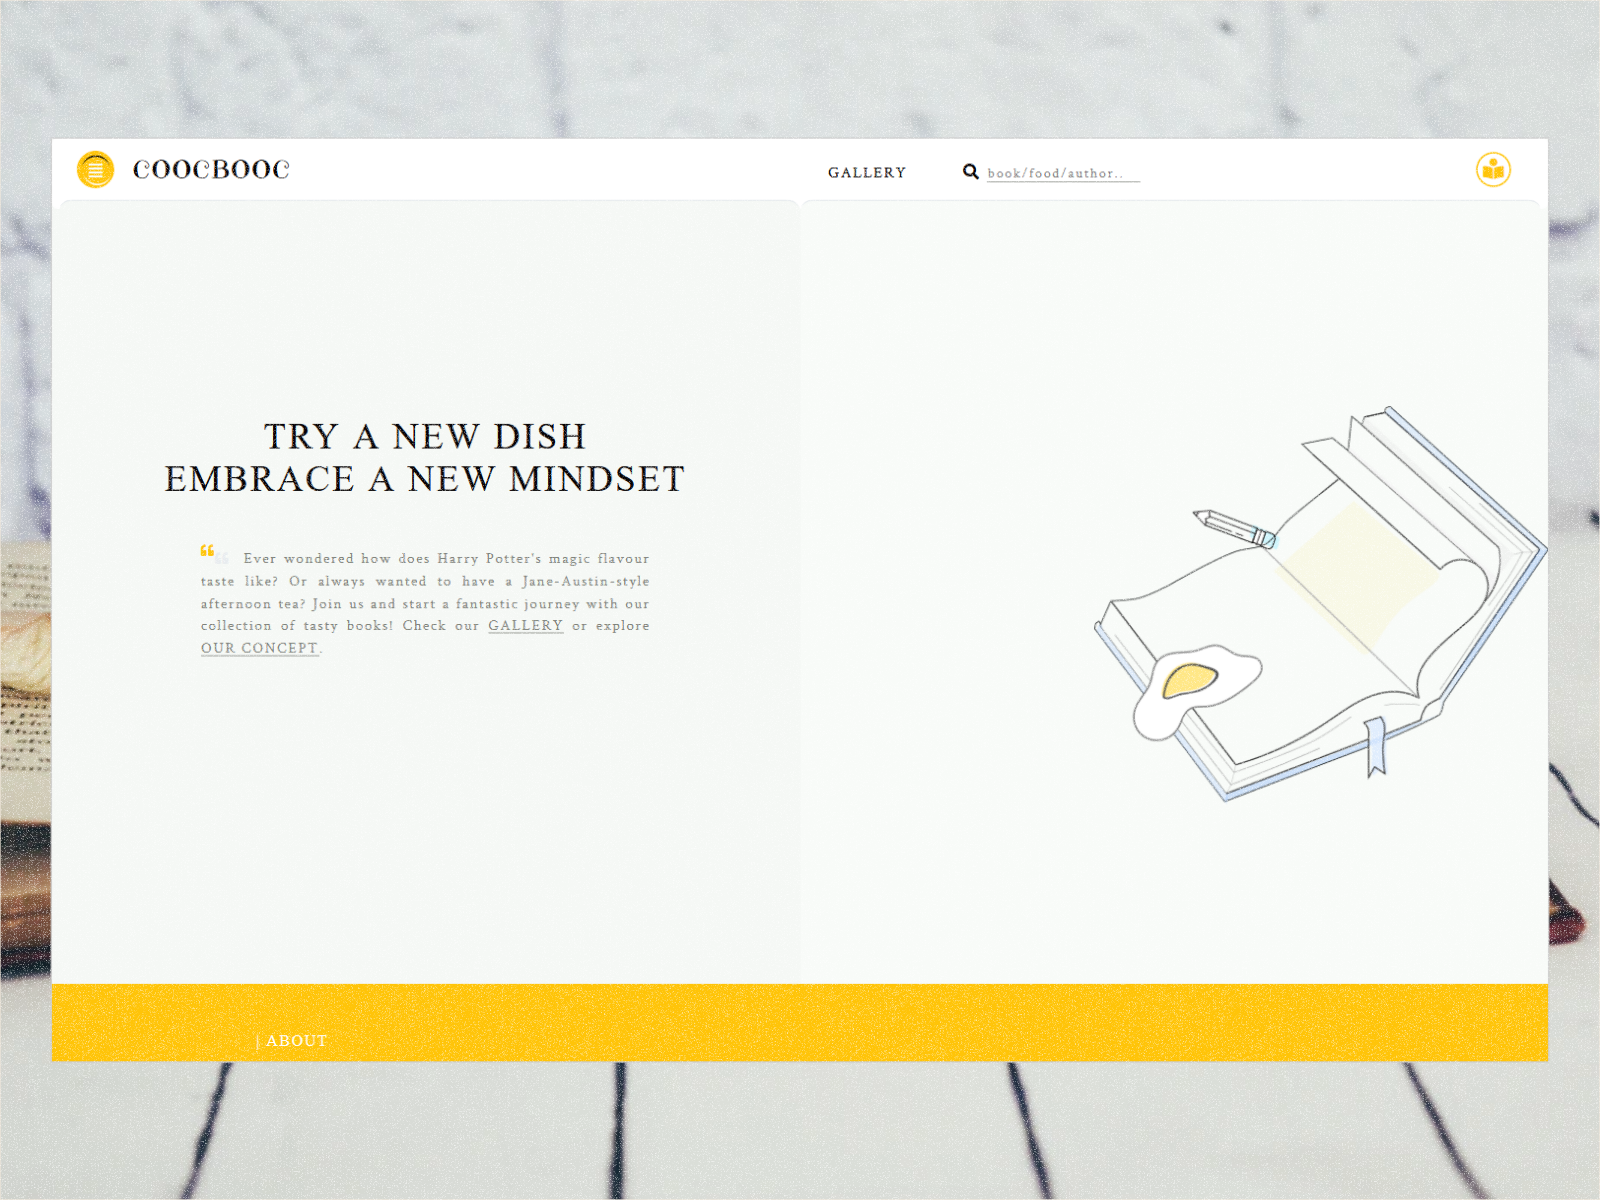 COOCBOOC
GALLERY
book/food/author..
TRY A NEW DISH
EMBRACE A NEW MINDSET
“ Ever wondered how does Harry Potter's magic flavour
taste like? Or always wanted to have a Jane-Austin-style
afternoon tea? Join us and start a fantastic journey with our
collection of tasty books! Check our GALLERY or explore
OUR CONCEPT.
| ABOUT